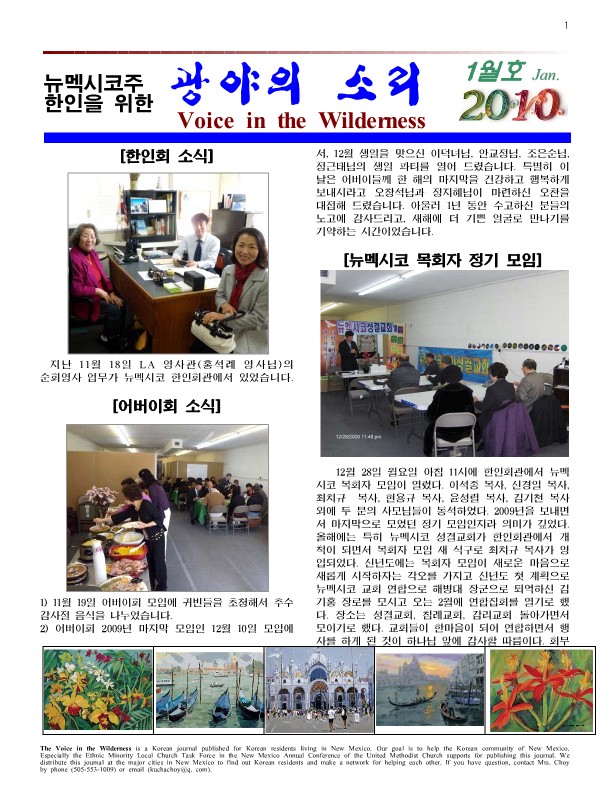 1
뉴멕시코주
한인을 위한
광야의 소리
Voice in the Wilderness
1월호 Jan.
2010
[한인회 소식]
지난 11월 18일 LA 영사관(홍석례 영사님)의
순회영사 업무가 뉴멕시코 한인회관에서 있었습니다.
[어버이회 소식]
1) 11월 19일 어버이회 모임에 귀빈들을 초청해서 추수
감사절 음식을 나누었습니다.
2) 어버이회 2009년 마지막 모임인 12월 10일 모임에
서, 12월 생일을 맞으신 이덕녀님, 안교정님, 조은순님,
정근태님의 생일 파티를 열어 드렸습니다. 특별히 이
날은 어버이들께 한 해의 마지막을 건강하고 행복하게
보내시라고 오창석님과 정지혜님이 마련하신 오찬을
대접해 드렸습니다. 아울러 1년 동안 수고하신 분들의
노고에 감사드리고, 새해에 더 기쁜 얼굴로 만나기를
기약하는 시간이었습니다.
[뉴멕시코 목회자 정기 모임]
뉴멕시코성결교회
12/28/2009 11:48 pm
12월 28일 월요일 아침 11시에 한인회관에서 뉴멕
시코 목회자 모임이 열렸다. 이석종 목사, 신경일 목사,
최치규 목사, 현용규 목사, 윤성렬 목사, 김기천 목사
외에 두 분의 사모님들이 동석하였다. 2009년을 보내면
서 마지막으로 모였던 정기 모임인지라 의미가 깊었다.
올해에는 특히 뉴멕시코 성결교회가 한인회관에서 개
척이 되면서 목회자 모임 새 식구로 최치규 목사가 영
입되었다. 신년도에는 목회자 모임이 새로운 마음으로
새롭게 시작하자는 각오를 가지고 신년도 첫 계획으로
뉴멕시코 교회 연합으로 해병대 장군으로 퇴역하신 김
기홍 장로를 모시고 오는 2월에 연합집회를 열기로 했
다. 장소는 성결교회, 침례교회, 감리교회 돌아가면서
모이기로 했다. 교회들이 한마음이 되어 연합하면서 행
사를 하게 된 것이 하나님 앞에 감사할 따름이다. 회무
The Voice in the Wilderness is a Korean journal published for Korean residents living in New Mexico. Our goal is to help the Korean community of New Mexico.
Especially the Ethnic Minority Local Church Task Force in the New Mexico Annual Conference of the United Methodist Church supports for publishing this journal. We
distribute this journal at the major cities in New Mexico to find out Korean residents and make a network for helping each other. If you have question, contact Mrs. Choy
by phone (505-553-1009) or email (kuchachoy@q. com).